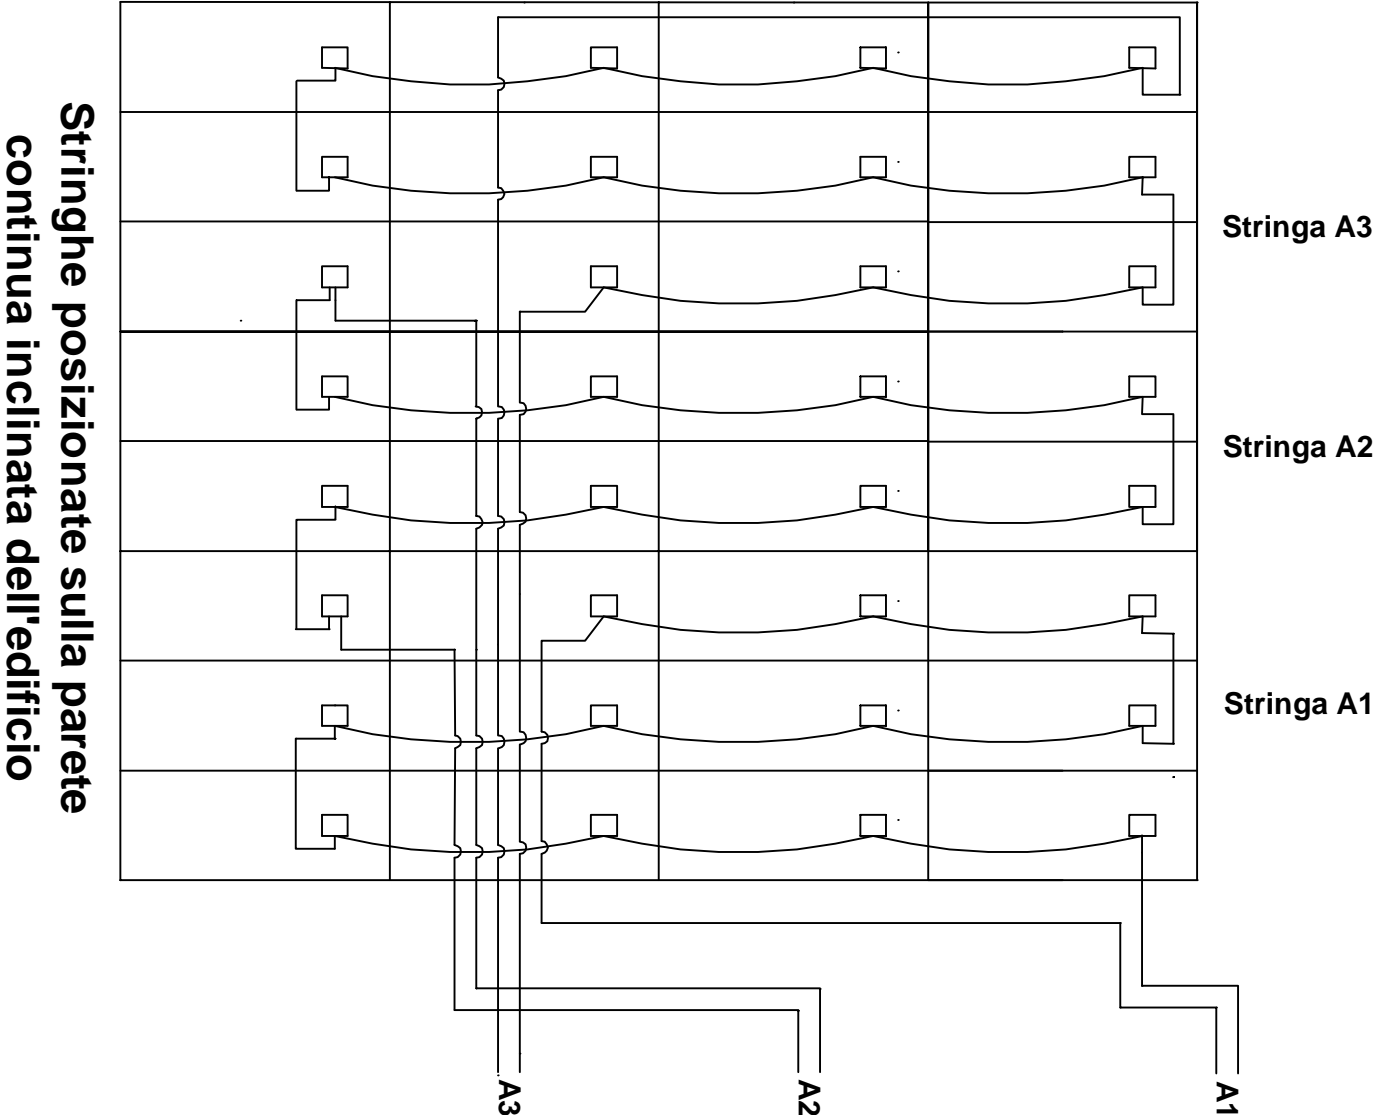 Stringhe posizionate sulla parete
continua inclinata dell'edificio
Stringa A3
Stringa A2
Stringa A1
A3
A2
A1